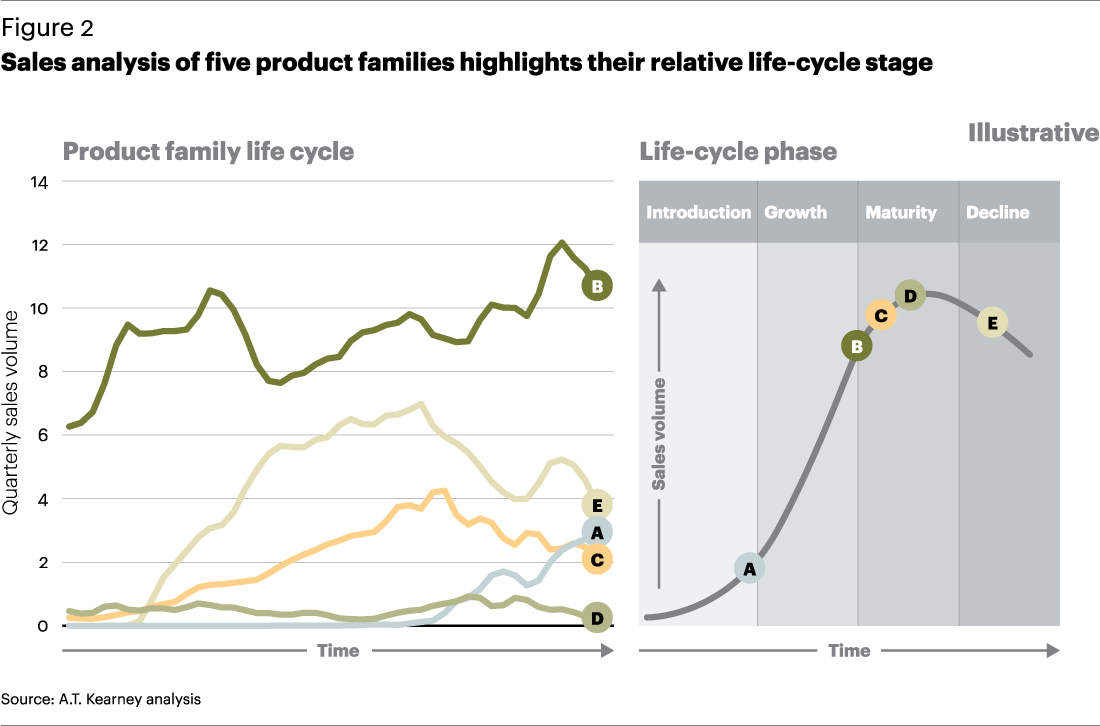 Figure 2
Sales analysis of five product families highlights their relative life-cycle stage
Illustrative
Product family life cycle
Quarterly sales volume
14
12
10
8
6
4
2
0
B
E
A
C
D
Time
Life-cycle phase
Introduction
Growth
Maturity
Decline
Sales volume
A
B
C
D
E
Time
Source: A.T. Kearney analysis